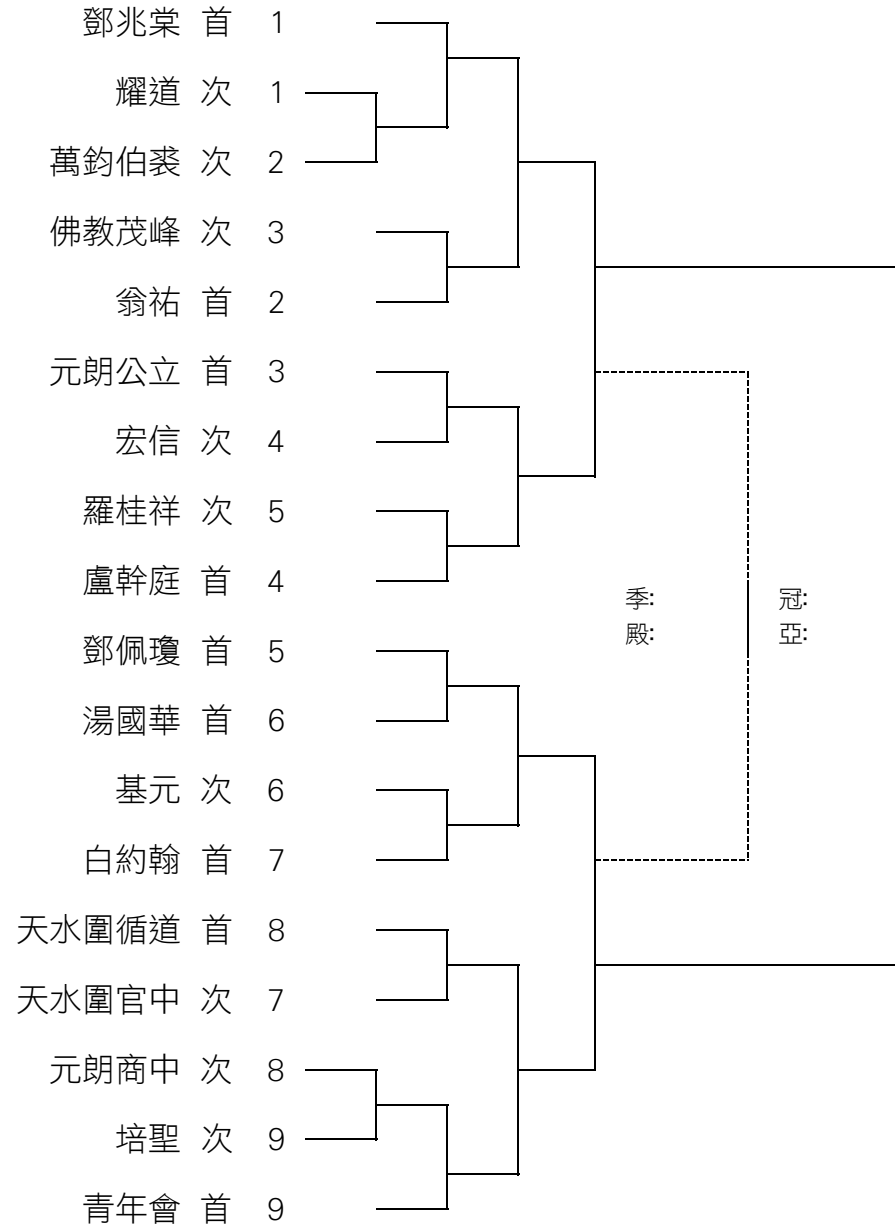 鄧兆棠 首 1
耀道 次 1
萬鈞伯裘 次 2
佛教茂峰 次 3
翁祐 首 2
元朗公立 首 3
宏信 次 4
羅桂祥 次 5
盧幹庭 首 4
季: 冠:
殿: 亞:
鄧佩瓊 首 5
湯國華 首 6
基元 次 6
白約翰 首 7
天水圍循道 首 8
天水圍官中 次 7
元朗商中 次 8
培聖 次 9
青年會 首 9